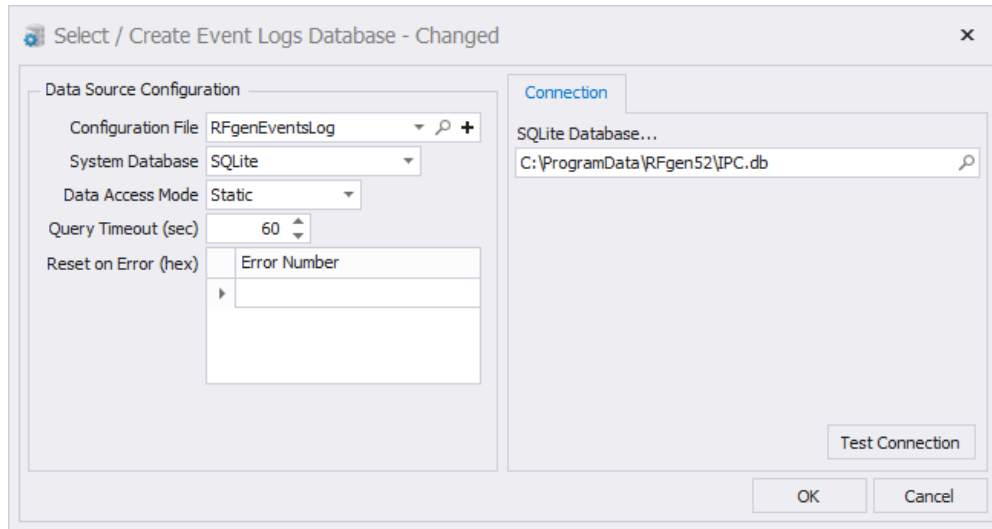 Select / Create Event Logs Database - Changed
Data Source Configuration
Configuration File RFgenEventsLog
System Database SQLite
Data Access Mode Static
Query Timeout (sec) 60
Reset on Error (hex) Error Number
Connection
SQLite Database...
C:\ProgramData\RFgen52\IPC.db
Test Connection
OK Cancel